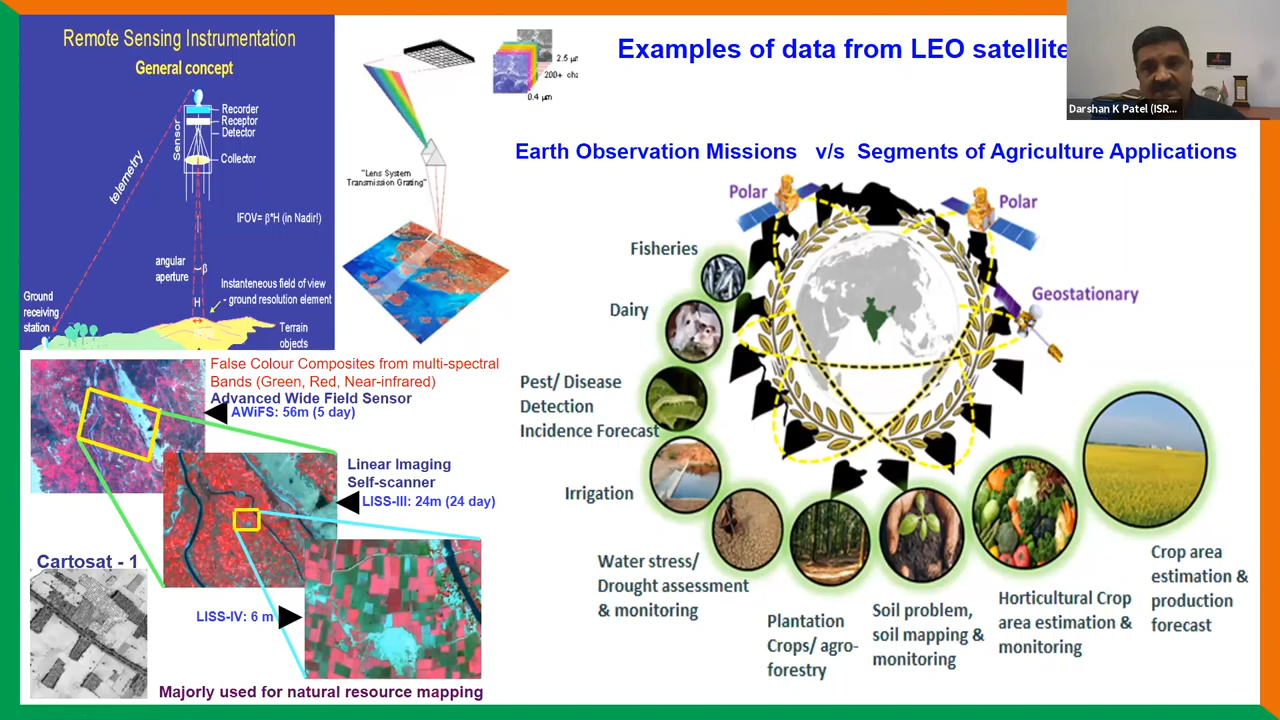 Remote Sensing Instrumentation
General concept
Recorder
Receptor
Detector
Sensor
Collector
telemetry
IFOV= β*H (in Nadir!)
angular
aperture
β
Instantaneous field of view
- ground resolution element
H
Ground
receiving
station
Terrain
objects
2.5 µm
200+ cha
0.4 µm
"Lens System
Transmission Grating"
Examples of data from LEO satellite
Darshan K Patel (ISR...
Earth Observation Missions v/s Segments of Agriculture Applications
Polar
Polar
Geostationary
Fisheries
Dairy
Pest/ Disease
Detection
Incidence Forecast
Irrigation
Water stress/
Drought assessment
& monitoring
Plantation
Crops/ agro-
forestry
Soil problem,
soil mapping &
monitoring
Horticultural Crop
area estimation &
monitoring
Crop area
estimation &
production
forecast
False Colour Composites from multi-spectral
Bands (Green, Red, Near-infrared)
Advanced Wide Field Sensor
AWiFS: 56m (5 day)
Linear Imaging
Self-scanner
LISS-III: 24m (24 day)
Cartosat - 1
LISS-IV: 6 m
Majorly used for natural resource mapping